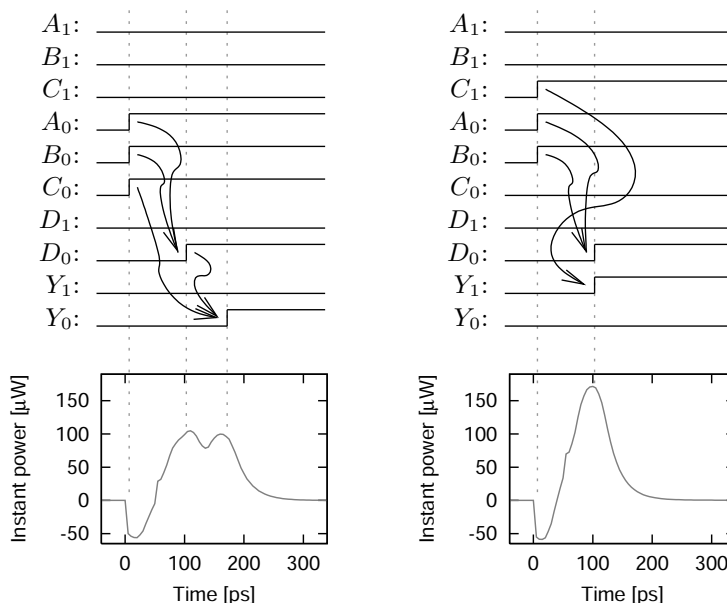 A₁:
B₁:
C₁:
A₀:
B₀:
C₀:
D₁:
D₀:
Y₁:
Y₀:
150
100
50
0
-50
Instant power [µW]
0 100 200 300
Time [ps]
A₁:
B₁:
C₁:
A₀:
B₀:
C₀:
D₁:
D₀:
Y₁:
Y₀:
150
100
50
0
-50
Instant power [µW]
0 100 200 300
Time [ps]